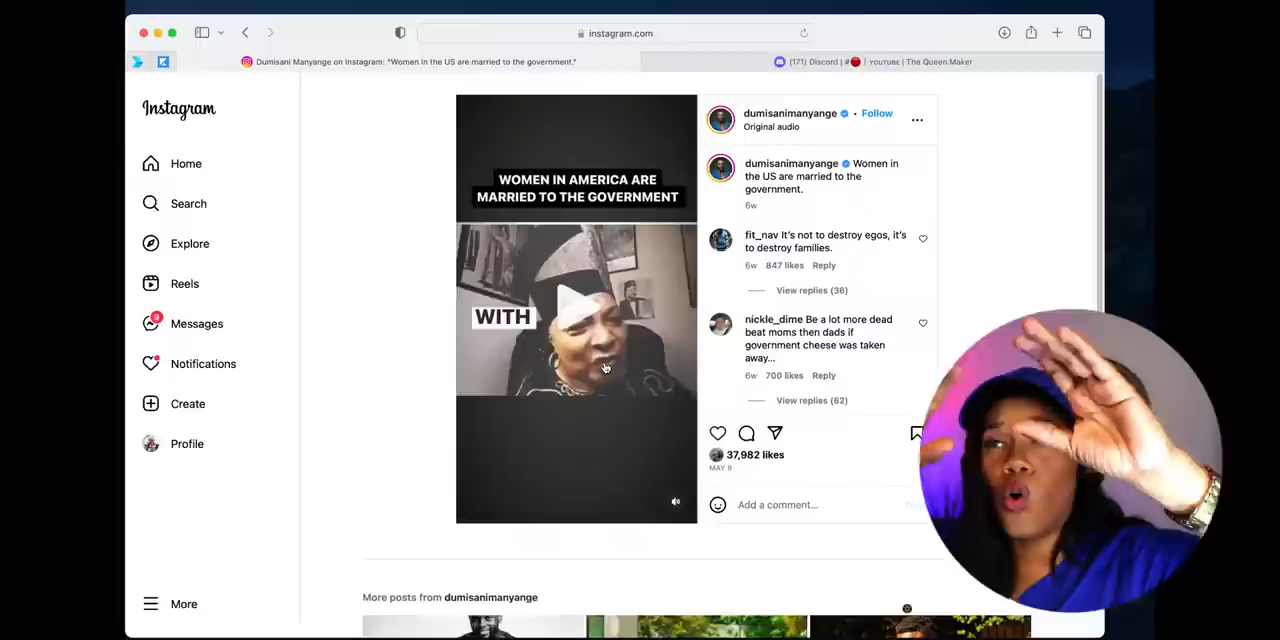 instagram.com
Dumisani Manyange on Instagram: "Women in the US are married to the government."
(171) Discord | #🔴 | youtube | The Queen Maker
Instagram
Home
Search
Explore
Reels
9
Messages
Notifications
Create
Profile
More
WOMEN IN AMERICA ARE
MARRIED TO THE GOVERNMENT
WITH
dumisanimanyange • Follow
Original audio
dumisanimanyange Women in
the US are married to the
government.
6w
fit_nav It's not to destroy egos, it's
to destroy families.
6w 847 likes Reply
View replies (36)
nickle_dime Be a lot more dead
beat moms then dads if
government cheese was taken
away...
6w 700 likes Reply
View replies (62)
37,982 likes
MAY 8
Add a comment...
More posts from dumisanimanyange